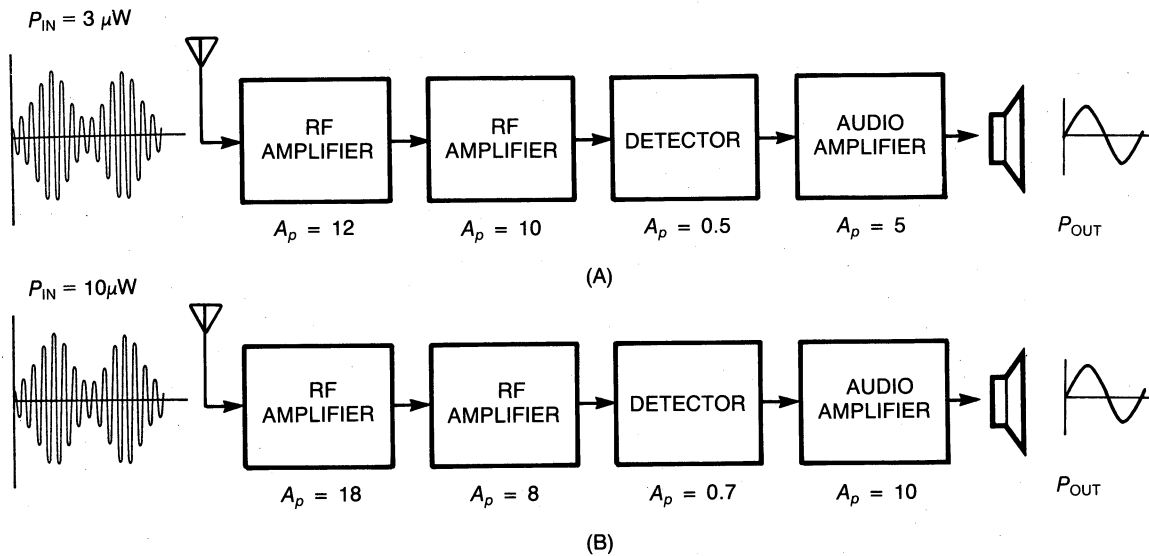 P_IN = 3 μW
RF AMPLIFIER
RF AMPLIFIER
DETECTOR
AUDIO AMPLIFIER
A_p = 12
A_p = 10
A_p = 0.5
A_p = 5
P_OUT
(A)
P_IN = 10μW
RF AMPLIFIER
RF AMPLIFIER
DETECTOR
AUDIO AMPLIFIER
A_p = 18
A_p = 8
A_p = 0.7
A_p = 10
P_OUT
(B)